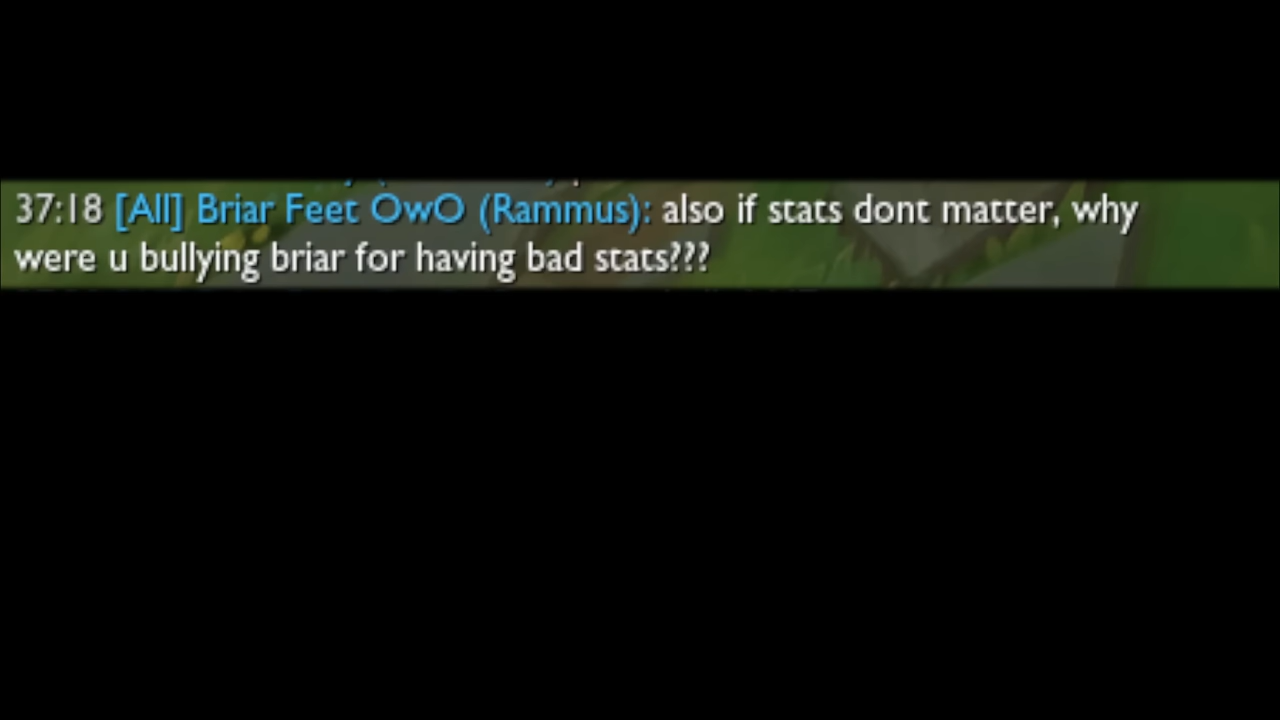 37:18 [All] Briar Feet OwO (Rammus): also if stats dont matter, why
were u bullying briar for having bad stats???